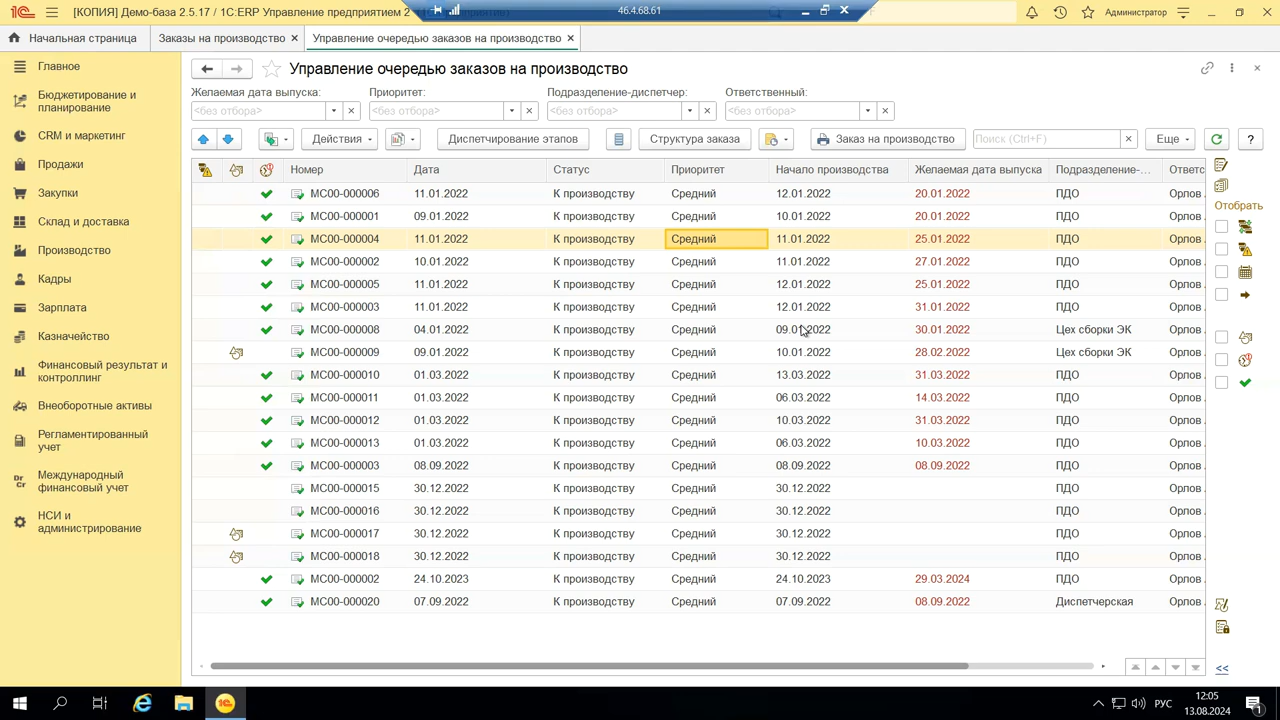 [КОПИЯ] Демо-база 2.5.17 / 1С:ERP Управление предприятием 2
46.4.68.61
Администратор
Начальная страница
Заказы на производство ×
Управление очередью заказов на производство ×
Главное
Бюджетирование и
планирование
CRM и маркетинг
Продажи
Закупки
Склад и доставка
Производство
Кадры
Зарплата
Казначейство
Финансовый результат и
контроллинг
Внеоборотные активы
Регламентированный
учет
Международный
финансовый учет
НСИ и
администрирование
Управление очередью заказов на производство
Желаемая дата выпуска: Приоритет: Подразделение-диспетчер: Ответственный:
<без отбора> <без отбора> <без отбора> <без отбора>
Действия Диспетчирование этапов Структура заказа Заказ на производство Поиск (Ctrl+F) × Еще ?
Номер Дата Статус Приоритет Начало производства Желаемая дата выпуска Подразделение-... Ответс
МС00-000006 11.01.2022 К производству Средний 12.01.2022 20.01.2022 ПДО Орлов
МС00-000001 09.01.2022 К производству Средний 10.01.2022 20.01.2022 ПДО Орлов
МС00-000004 11.01.2022 К производству Средний 11.01.2022 25.01.2022 ПДО Орлов
МС00-000002 10.01.2022 К производству Средний 11.01.2022 27.01.2022 ПДО Орлов
МС00-000005 11.01.2022 К производству Средний 12.01.2022 25.01.2022 ПДО Орлов
МС00-000003 11.01.2022 К производству Средний 12.01.2022 31.01.2022 ПДО Орлов
МС00-000008 04.01.2022 К производству Средний 09.01.2022 30.01.2022 Цех сборки ЭК Орлов
МС00-000009 09.01.2022 К производству Средний 10.01.2022 28.02.2022 Цех сборки ЭК Орлов
МС00-000010 01.03.2022 К производству Средний 13.03.2022 31.03.2022 ПДО Орлов
МС00-000011 01.03.2022 К производству Средний 06.03.2022 14.03.2022 ПДО Орлов
МС00-000012 01.03.2022 К производству Средний 10.03.2022 31.03.2022 ПДО Орлов
МС00-000013 01.03.2022 К производству Средний 06.03.2022 10.03.2022 ПДО Орлов
МС00-000003 08.09.2022 К производству Средний 08.09.2022 08.09.2022 ПДО Орлов
МС00-000015 30.12.2022 К производству Средний 30.12.2022 ПДО Орлов
МС00-000016 30.12.2022 К производству Средний 30.12.2022 ПДО Орлов
МС00-000017 30.12.2022 К производству Средний 30.12.2022 ПДО Орлов
МС00-000018 30.12.2022 К производству Средний 30.12.2022 ПДО Орлов
МС00-000002 24.10.2023 К производству Средний 24.10.2023 29.03.2024 ПДО Орлов
МС00-000020 07.09.2022 К производству Средний 07.09.2022 08.09.2022 Диспетчерская Орлов
Отобрать
<<
РУС
12:05
13.08.2024